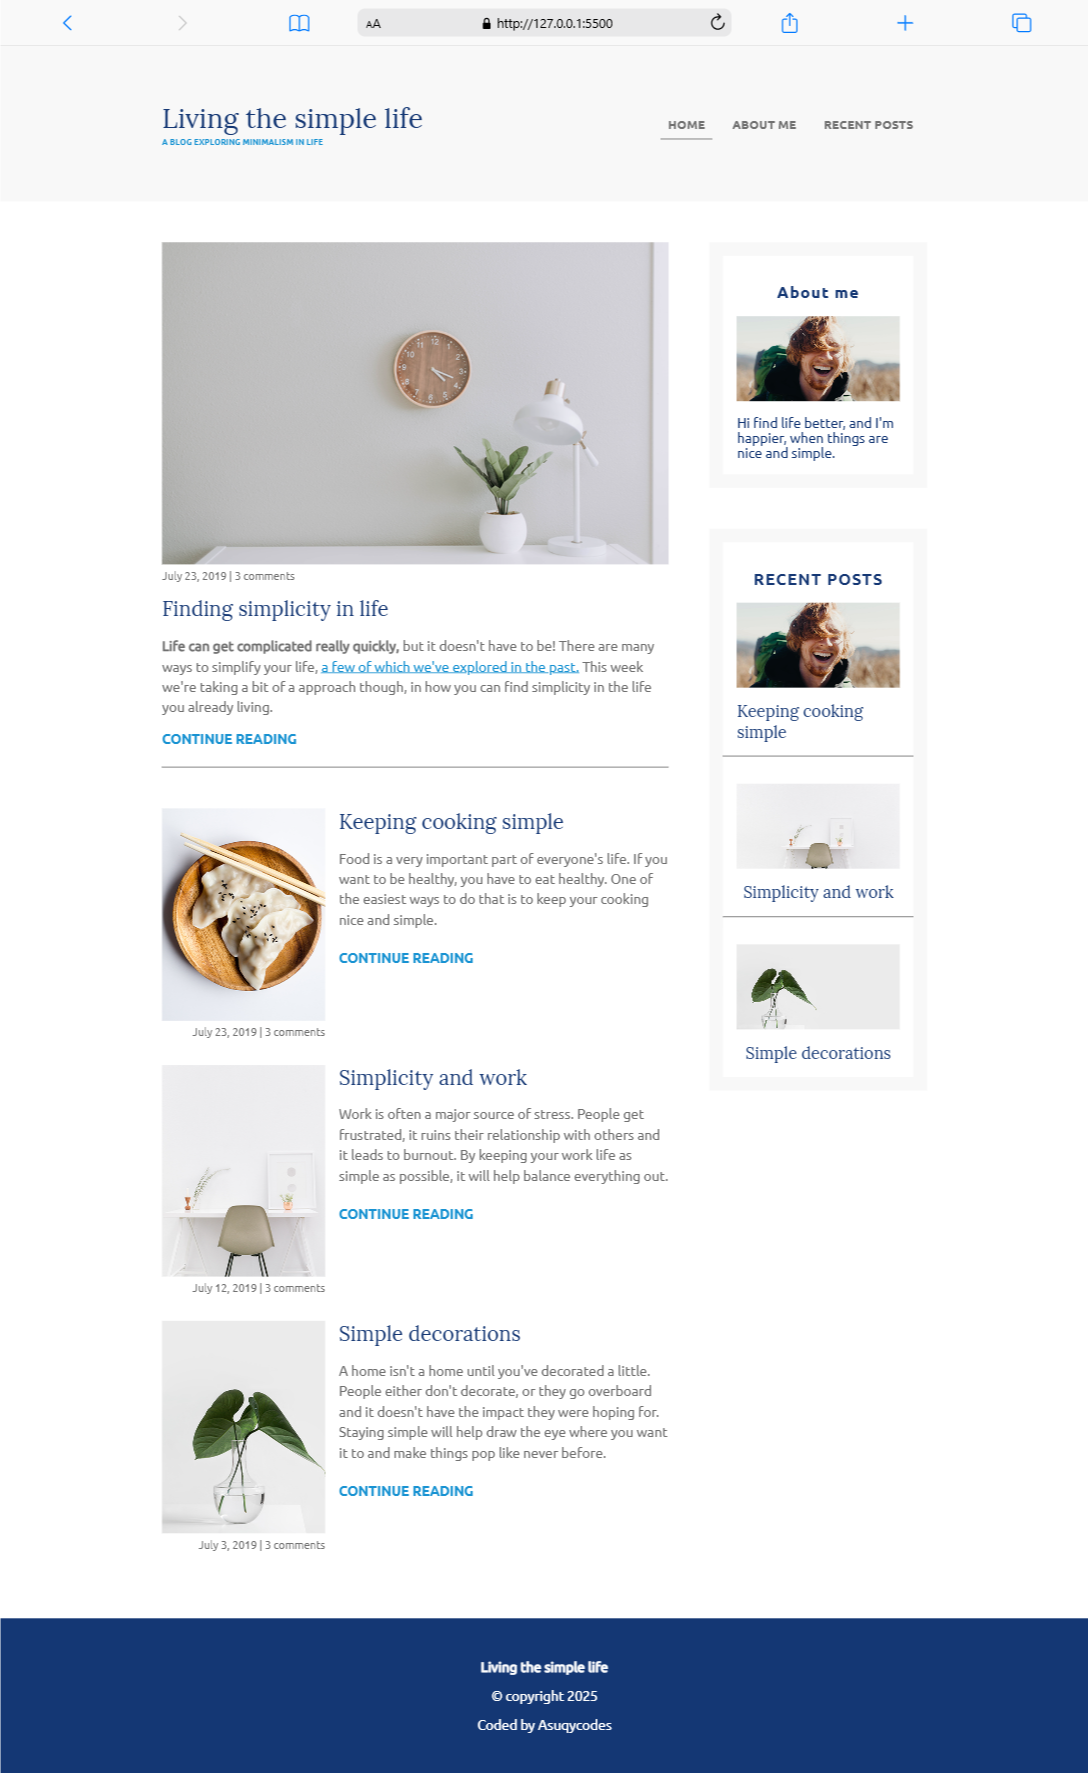 AA
http://127.0.0.1:5500
Living the simple life
A BLOG EXPLORING MINIMALISM IN LIFE
HOME ABOUT ME RECENT POSTS
July 23, 2019 | 3 comments
Finding simplicity in life
Life can get complicated really quickly, but it doesn't have to be! There are many
ways to simplify your life, a few of which we've explored in the past. This week
we're taking a bit of a approach though, in how you can find simplicity in the life
you already living.
CONTINUE READING
Keeping cooking simple
Food is a very important part of everyone's life. If you
want to be healthy, you have to eat healthy. One of
the easiest ways to do that is to keep your cooking
nice and simple.
CONTINUE READING
July 23, 2019 | 3 comments
Simplicity and work
Work is often a major source of stress. People get
frustrated, it ruins their relationship with others and
it leads to burnout. By keeping your work life as
simple as possible, it will help balance everything out.
CONTINUE READING
July 12, 2019 | 3 comments
Simple decorations
A home isn't a home until you've decorated a little.
People either don't decorate, or they go overboard
and it doesn't have the impact they were hoping for.
Staying simple will help draw the eye where you want
it to and make things pop like never before.
CONTINUE READING
July 3, 2019 | 3 comments
About me
Hi find life better, and I'm
happier, when things are
nice and simple.
RECENT POSTS
Keeping cooking
simple
Simplicity and work
Simple decorations
Living the simple life
© copyright 2025
Coded by Asuqycodes